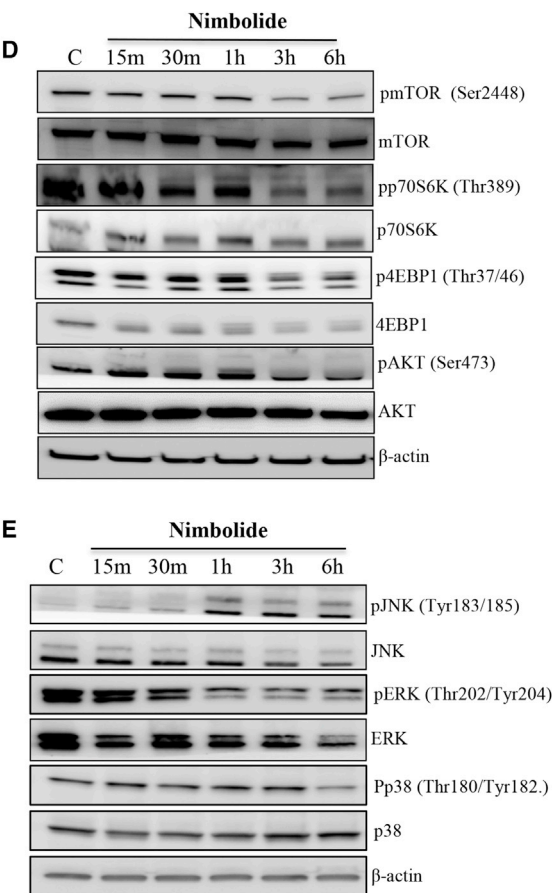 Nimbolide
D
C 15m 30m 1h 3h 6h
pmTOR (Ser2448)
mTOR
pp70S6K (Thr389)
p70S6K
p4EBP1 (Thr37/46)
4EBP1
pAKT (Ser473)
AKT
β-actin
E
Nimbolide
C 15m 30m 1h 3h 6h
pJNK (Tyr183/185)
JNK
pERK (Thr202/Tyr204)
ERK
Pp38 (Thr180/Tyr182.)
p38
β-actin